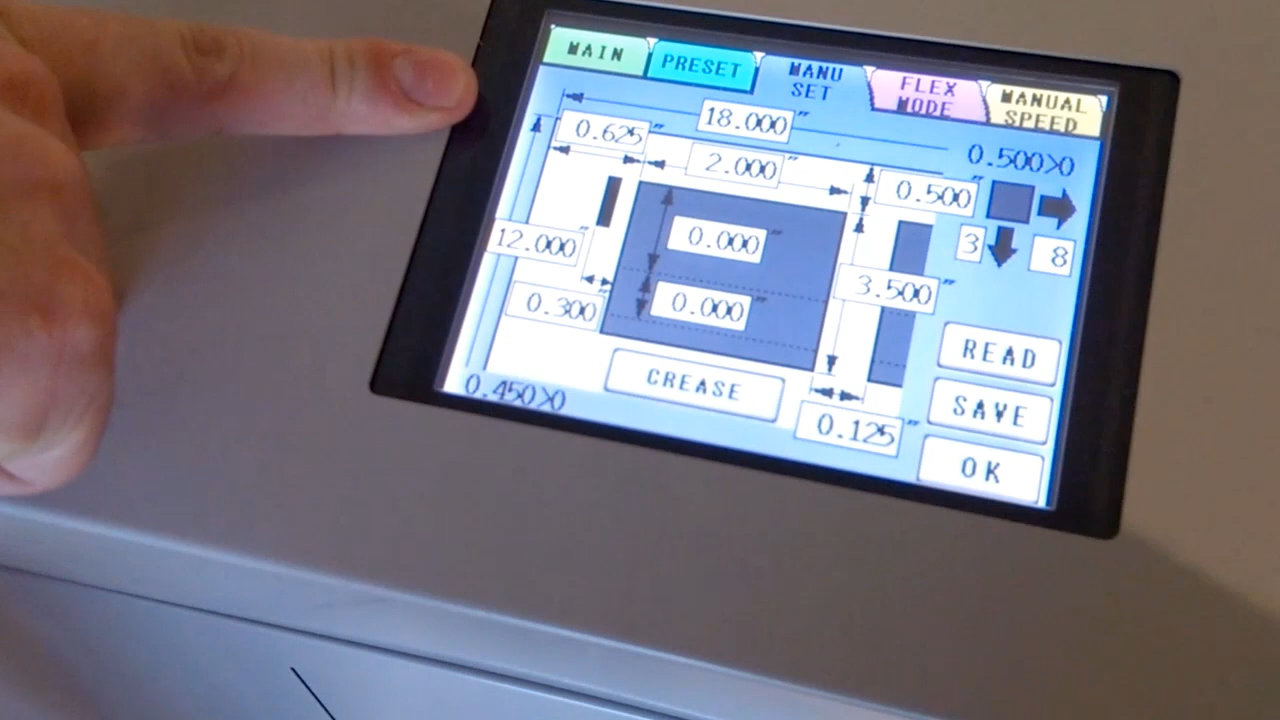 MAIN
PRESET
MANU
SET
FLEX
MODE
MANUAL
SPEED
18.000"
0.625"
2.000"
0.500>0
0.500"
12.000"
0.000"
3
8
0.300"
0.000"
3.500"
READ
CREASE
SAVE
0.450>0
0.125"
OK